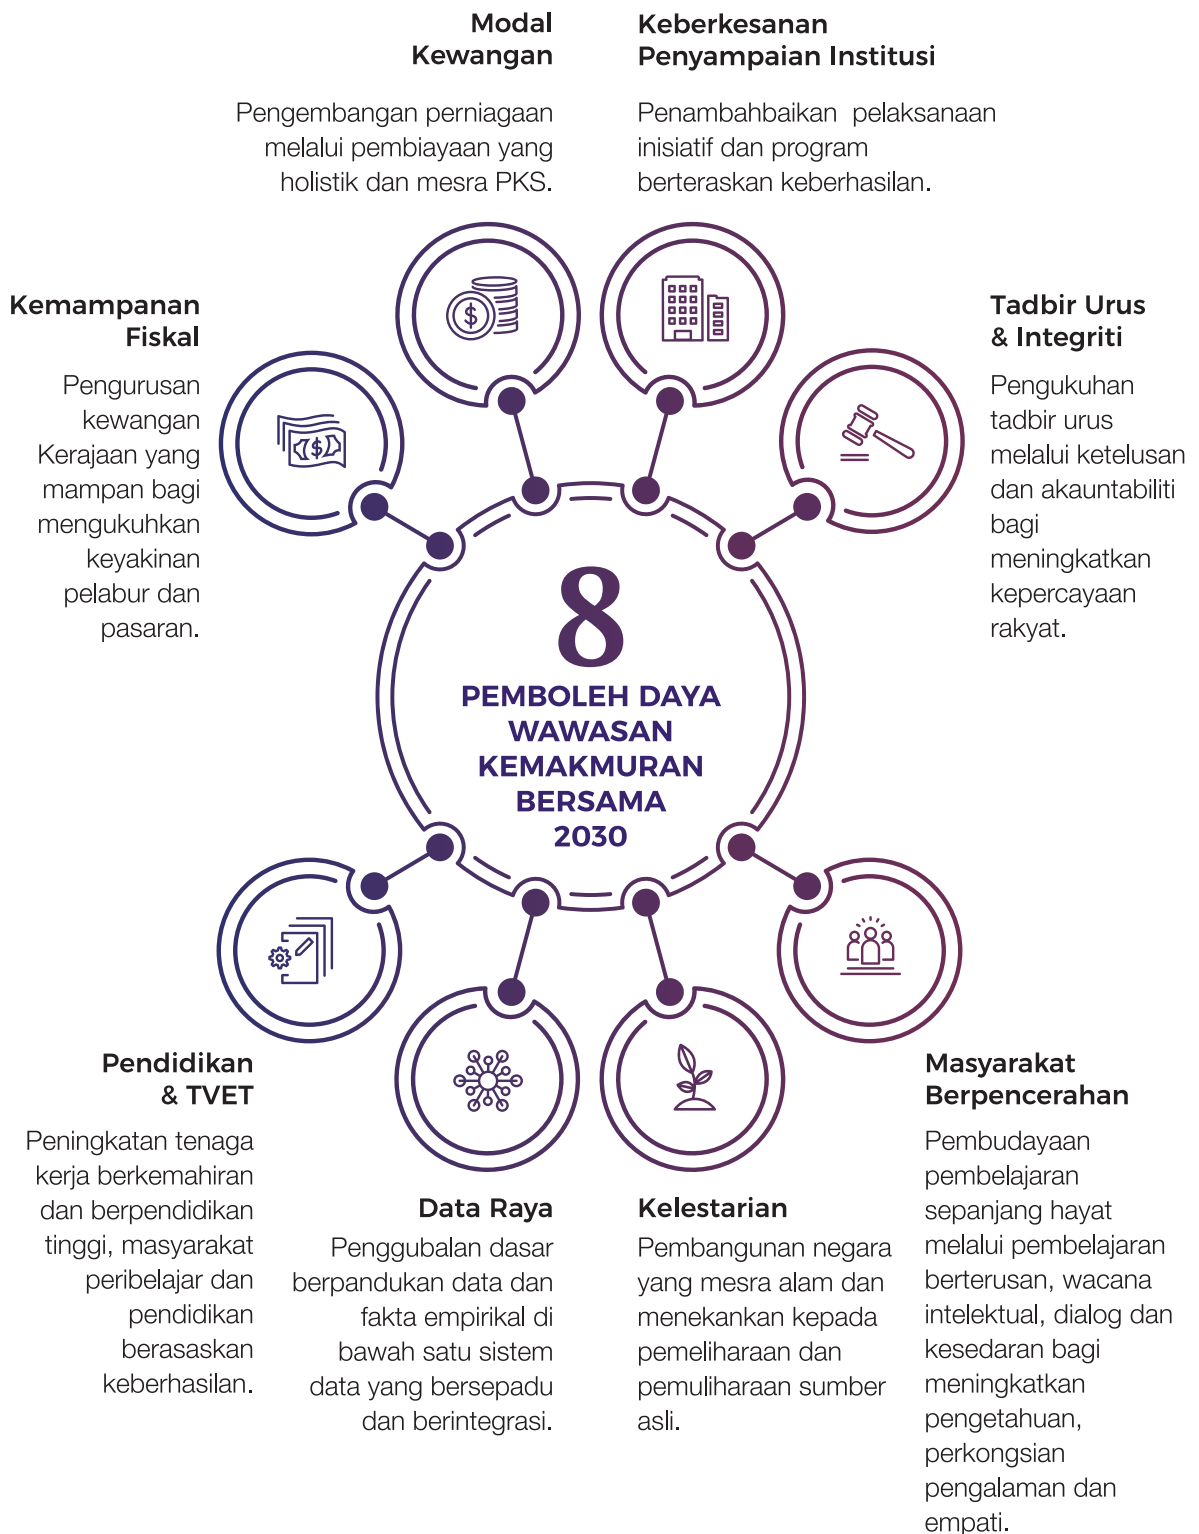 Modal
Kewangan
Pengembangan perniagaan
melalui pembiayaan yang
holistik dan mesra PKS.
Keberkesanan
Penyampaian Institusi
Penambahbaikan pelaksanaan
inisiatif dan program
berteraskan keberhasilan.
Kemampanan
Fiskal
Pengurusan
kewangan
Kerajaan yang
mampan bagi
mengukuhkan
keyakinan
pelabur dan
pasaran.
Tadbir Urus
& Integriti
Pengukuhan
tadbir urus
melalui ketelusan
dan akauntabiliti
bagi
meningkatkan
kepercayaan
rakyat.
8
PEMBOLEH DAYA
WAWASAN
KEMAKMURAN
BERSAMA
2030
Pendidikan
& TVET
Peningkatan tenaga
kerja berkemahiran
dan berpendidikan
tinggi, masyarakat
peribelajar dan
pendidikan
berasaskan
keberhasilan.
Data Raya
Penggubalan dasar
berpandukan data dan
fakta empirikal di
bawah satu sistem
data yang bersepadu
dan berintegrasi.
Kelestarian
Pembangunan negara
yang mesra alam dan
menekankan kepada
pemeliharaan dan
pemuliharaan sumber
asli.
Masyarakat
Berpencerahan
Pembudayaan
pembelajaran
sepanjang hayat
melalui pembelajaran
berterusan, wacana
intelektual, dialog dan
kesedaran bagi
meningkatkan
pengetahuan,
perkongsian
pengalaman dan
empati.